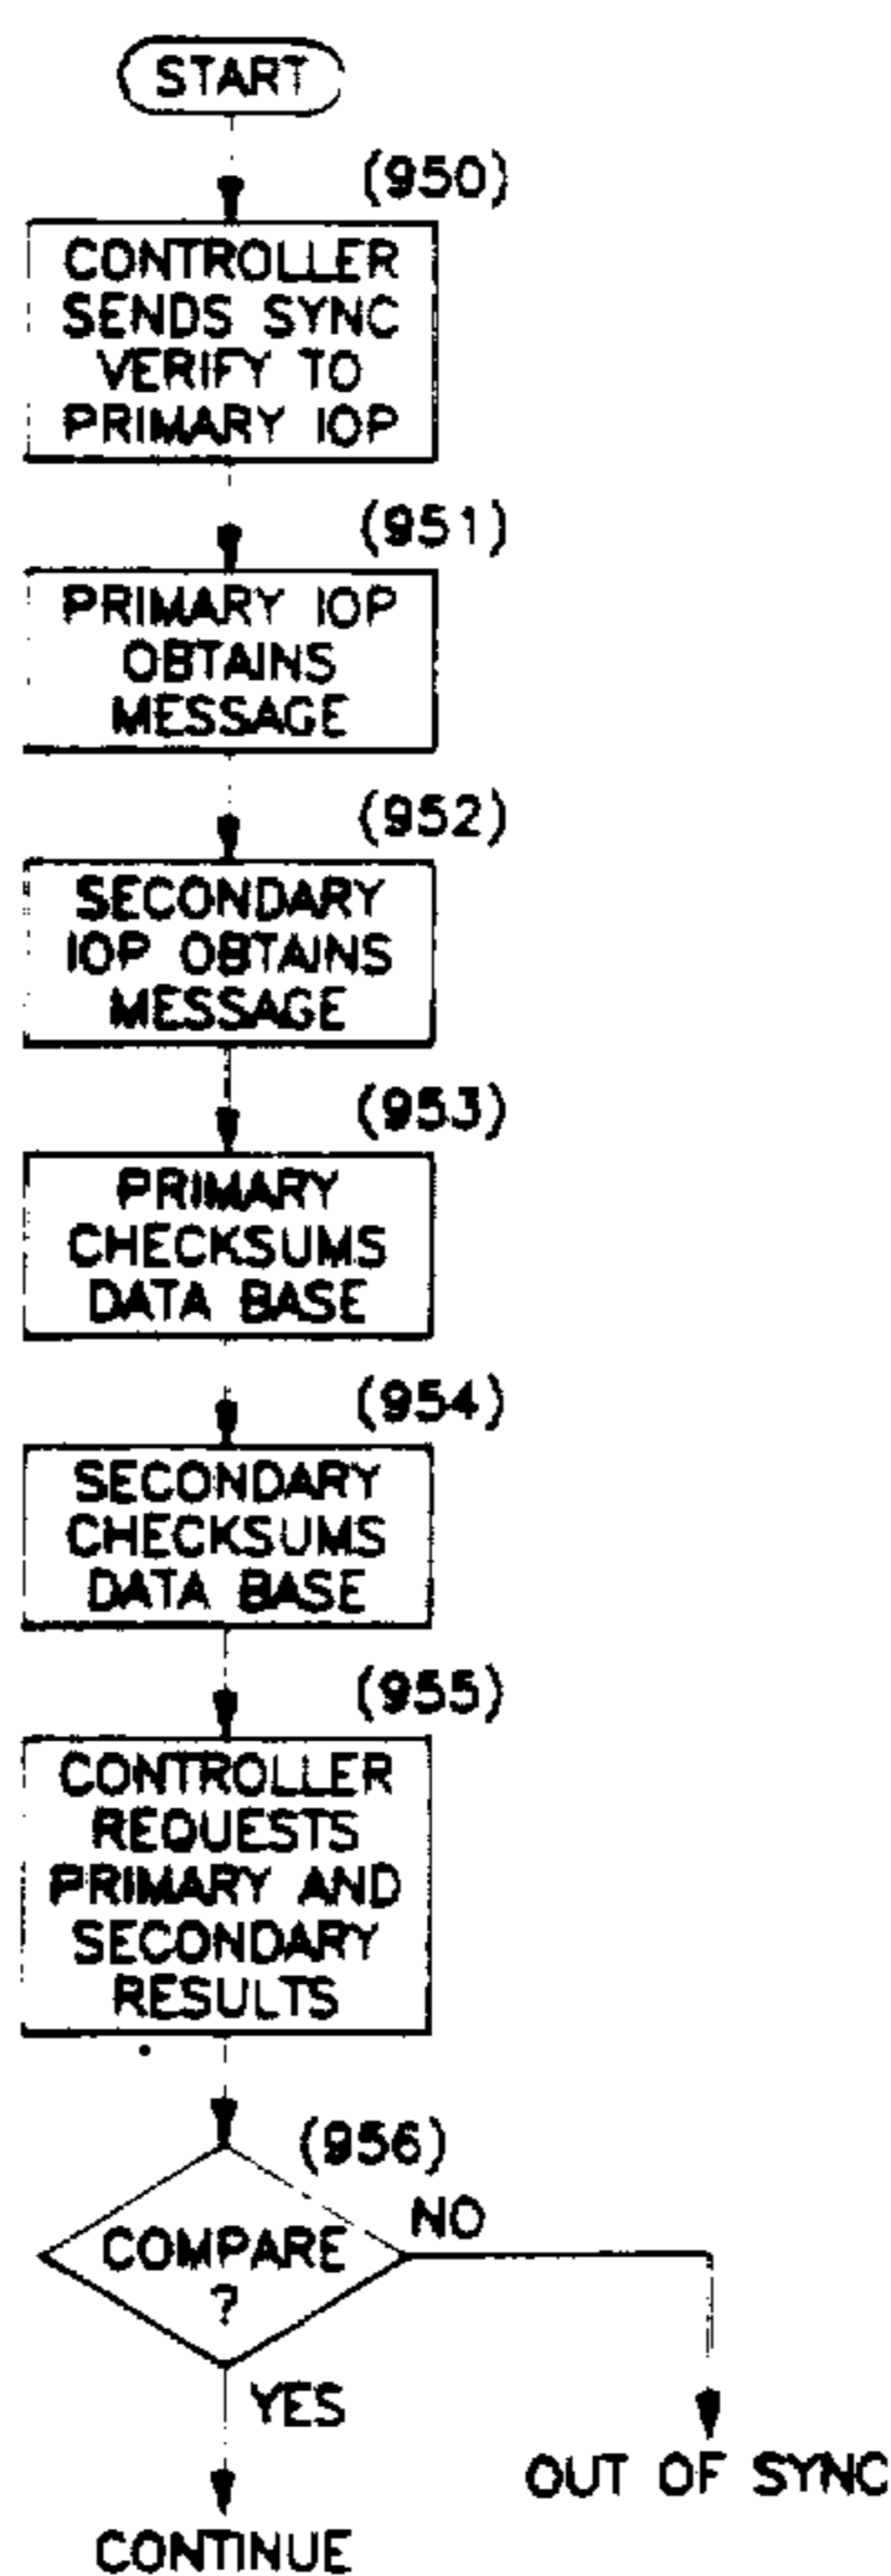 START
(950)
CONTROLLER
SENDS SYNC
VERIFY TO
PRIMARY IOP
(951)
PRIMARY IOP
OBTAINS
MESSAGE
(952)
SECONDARY
IOP OBTAINS
MESSAGE
(953)
PRIMARY
CHECKSUMS
DATA BASE
(954)
SECONDARY
CHECKSUMS
DATA BASE
(955)
CONTROLLER
REQUESTS
PRIMARY AND
SECONDARY
RESULTS
(956)
COMPARE
?
NO
YES
OUT OF SYNC
CONTINUE